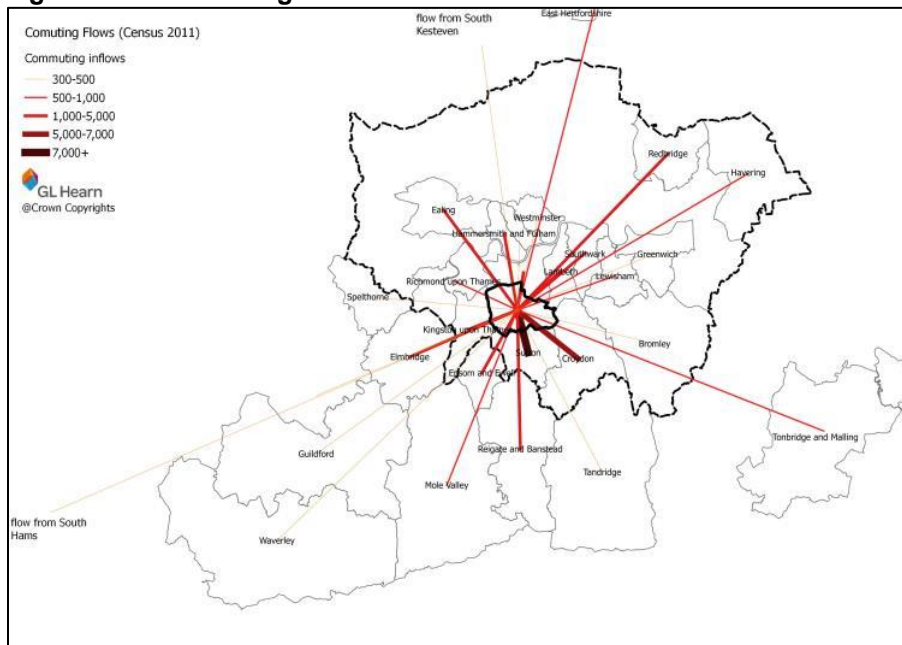 Comuting Flows (Census 2011)
Commuting inflows
300-500
500-1,000
1,000-5,000
5,000-7,000
7,000+
GL Hearn
@Crown Copyrights
flow from South
Kesteven
East Hertfordshire
Redbridge
Havering
Ealing
Westminster
Hammersmith and Fulham
Southwark
Greenwich
Lambeth
Lewisham
Richmond upon Thames
Spelthorne
Kingston upon Thames
Bromley
Elmbridge
Sutton
Croydon
Epsom and Ewell
Tonbridge and Malling
Guildford
Reigate and Banstead
Tandridge
Mole Valley
flow from South
Hams
Waverley